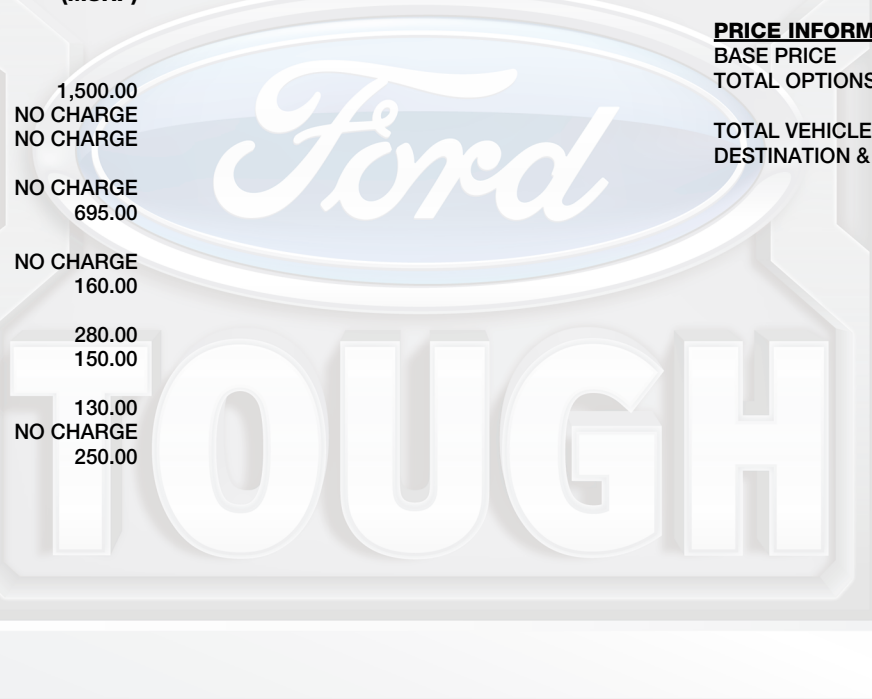 1,500.00
NO CHARGE
NO CHARGE
NO CHARGE
695.00
NO CHARGE
160.00
280.00
150.00
130.00
NO CHARGE
250.00
PRICE INFORM
BASE PRICE
TOTAL OPTIONS
TOTAL VEHICLE
DESTINATION &
Ford
TOUGH